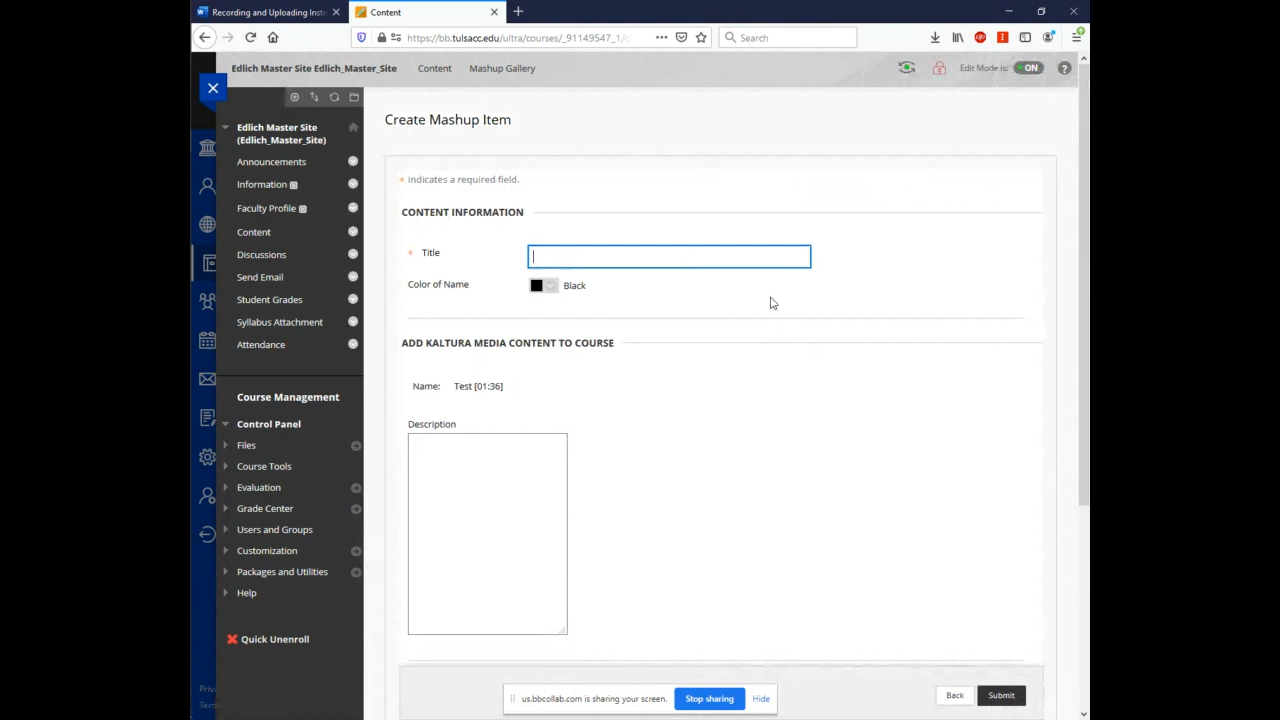 Recording and Uploading Instr
Content
https://bb.tulsacc.edu/ultra/courses/_91149547_1/
Search
Edlich Master Site Edlich_Master_Site
Content
Mashup Gallery
Edit Mode is:
ON
Edlich Master Site
(Edlich_Master_Site)
Announcements
Information
Faculty Profile
Content
Discussions
Send Email
Student Grades
Syllabus Attachment
Attendance
Course Management
Control Panel
Files
Course Tools
Evaluation
Grade Center
Users and Groups
Customization
Packages and Utilities
Help
Quick Unenroll
Create Mashup Item
* Indicates a required field.
CONTENT INFORMATION
* Title
Color of Name
Black
ADD KALTURA MEDIA CONTENT TO COURSE
Name: Test [01:36]
Description
us.bbcollab.com is sharing your screen.
Stop sharing
Hide
Back
Submit